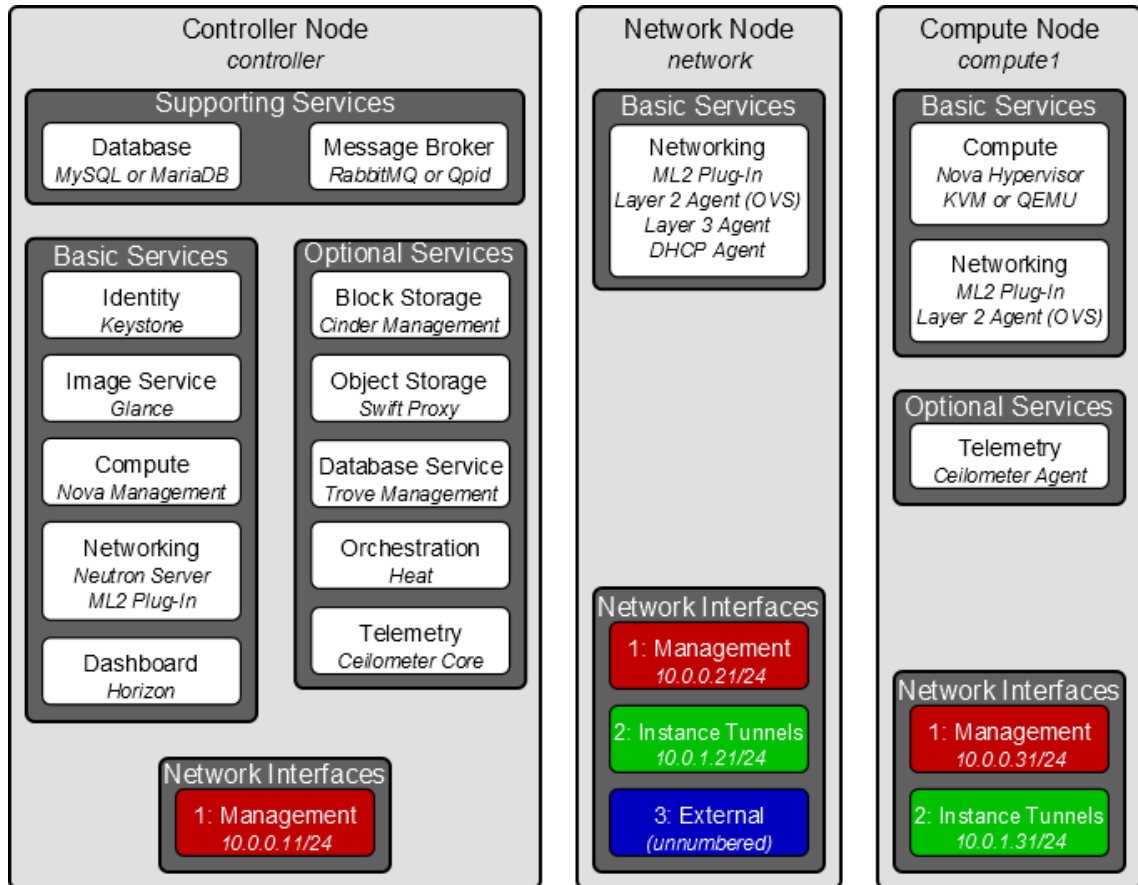 Controller Node
controller
Supporting Services
Database
MySQL or MariaDB
Message Broker
RabbitMQ or Qpid
Basic Services
Identity
Keystone
Image Service
Glance
Compute
Nova Management
Networking
Neutron Server
ML2 Plug-In
Dashboard
Horizon
Optional Services
Block Storage
Cinder Management
Object Storage
Swift Proxy
Database Service
Trove Management
Orchestration
Heat
Telemetry
Ceilometer Core
Network Interfaces
1: Management
10.0.0.11/24
Network Node
network
Basic Services
Networking
ML2 Plug-In
Layer 2 Agent (OVS)
Layer 3 Agent
DHCP Agent
Network Interfaces
1: Management
10.0.0.21/24
2: Instance Tunnels
10.0.1.21/24
3: External
(unnumbered)
Compute Node
compute1
Basic Services
Compute
Nova Hypervisor
KVM or QEMU
Networking
ML2 Plug-In
Layer 2 Agent (OVS)
Optional Services
Telemetry
Ceilometer Agent
Network Interfaces
1: Management
10.0.0.31/24
2: Instance Tunnels
10.0.1.31/24